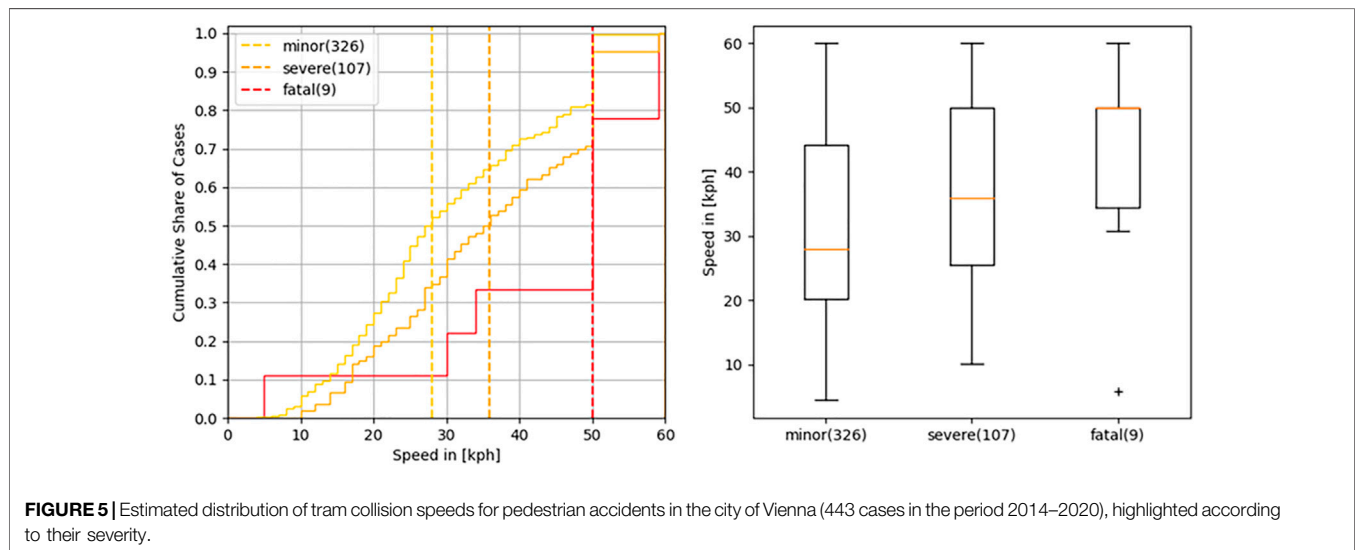 1.0
0.9
0.8
0.7
0.6
0.5
0.4
0.3
0.2
0.1
0.0
Cumulative Share of Cases
minor(326)
severe(107)
fatal(9)
0 10 20 30 40 50 60
Speed in [kph]
60
50
40
30
20
10
Speed in [kph]
minor(326) severe(107) fatal(9)
FIGURE 5 | Estimated distribution of tram collision speeds for pedestrian accidents in the city of Vienna (443 cases in the period 2014–2020), highlighted according
to their severity.